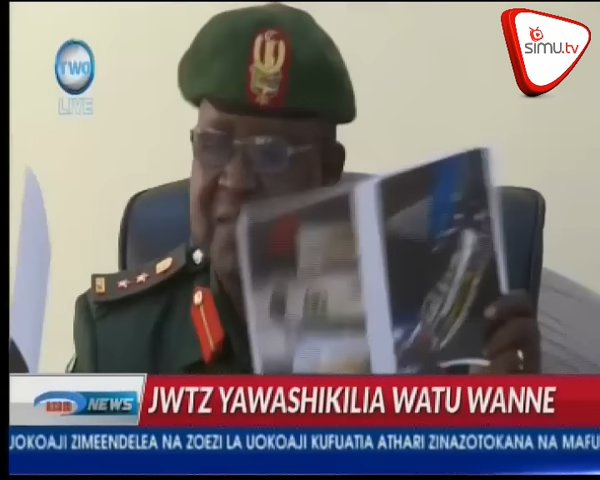 TWO
LIVE
SIMU.tv
NEWS
JWTZ YAWASHIKILIA WATU WANNE
UOKOAJI ZIMEENDELEA NA ZOEZI LA UOKOAJI KUFUATIA ATHARI ZINAZOTOKANA NA MAFU